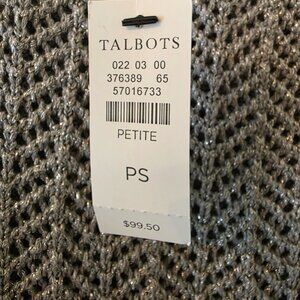 TALBOTS
022 03 00
376389 65
57016733
PETITE
PS
$99.50